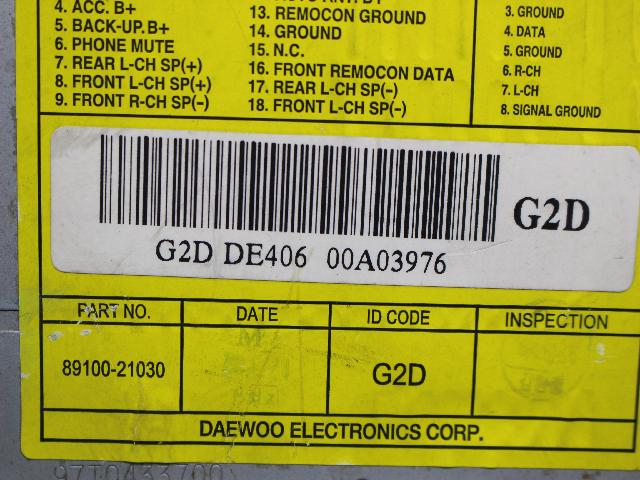 4. ACC. B+
5. BACK-UP. B+
6. PHONE MUTE
7. REAR L-CH SP(+)
8. FRONT L-CH SP(+)
9. FRONT R-CH SP(-)
13. REMOCON GROUND
14. GROUND
15. N.C.
16. FRONT REMOCON DATA
17. REAR L-CH SP(-)
18. FRONT L-CH SP(-)
3. GROUND
4. DATA
5. GROUND
6. R-CH
7. L-CH
8. SIGNAL GROUND
G2D
G2D DE406 00A03976
PART NO. DATE ID CODE INSPECTION
89100-21030 G2D
DAEWOO ELECTRONICS CORP.
97T0433700